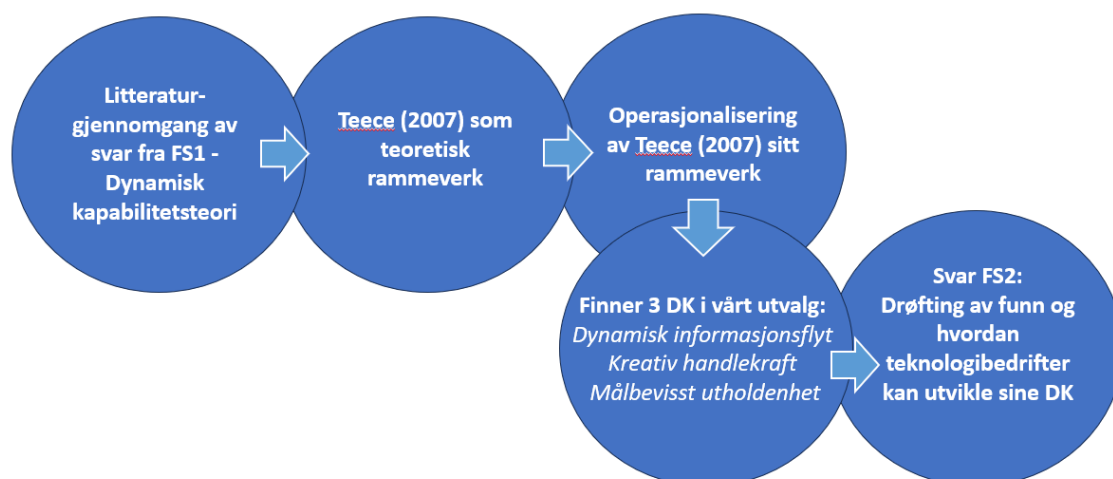 Litteratur-
gjennomgang av
svar fra FS1 -
Dynamisk
kapabilitetsteori
Teece (2007) som
teoretisk
rammeverk
Operasjonalisering
av Teece (2007) sitt
rammeverk
Finner 3 DK i vårt utvalg:
Dynamisk informasjonsflyt
Kreativ handlekraft
Målbevisst utholdenhet
Svar FS2:
Drøfting av funn og
hvordan
teknologibedrifter
kan utvikle sine DK